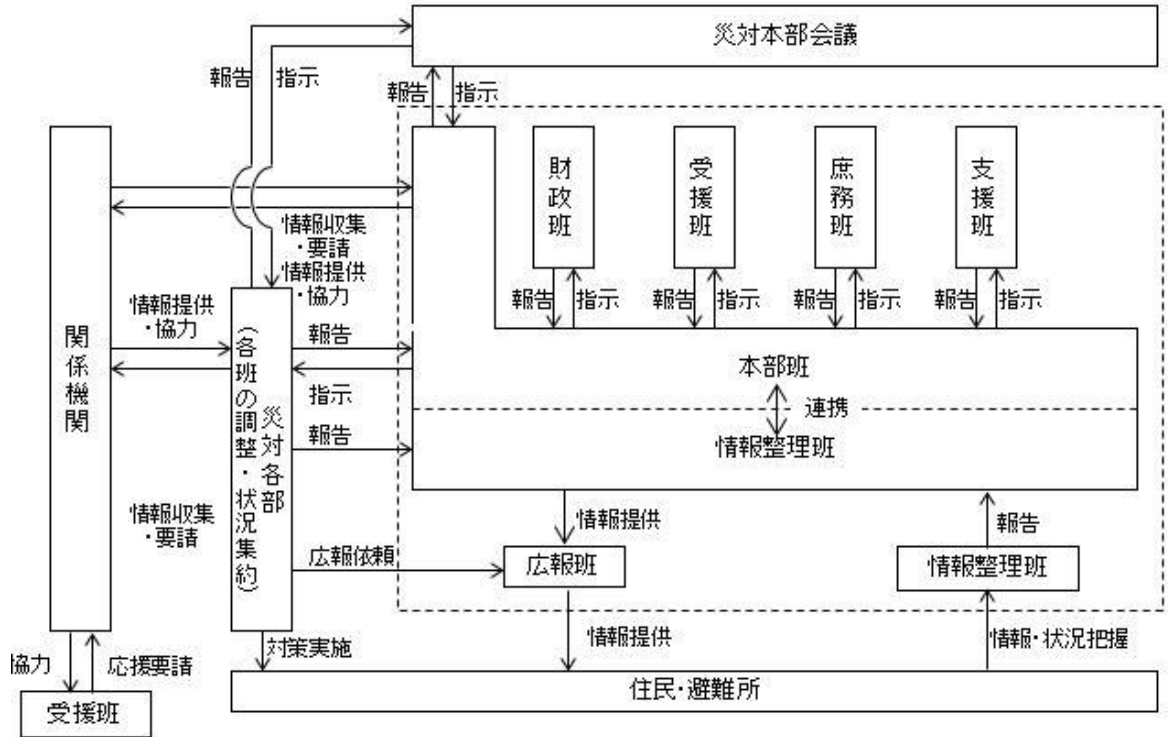 災対本部会議
報告
指示
報告
指示
財政班
受援班
庶務班
支援班
情報収集
・要請
情報提供
・協力
報告
指示
報告
指示
報告
指示
報告
指示
情報提供
・協力
関係機関
災対各部
(各班の調整・状況集約)
報告
指示
報告
本部班
連携
情報整理班
情報収集
・要請
情報提供
報告
広報依頼
広報班
情報整理班
対策実施
情報提供
情報・状況把握
協力
応援要請
住民・避難所
受援班